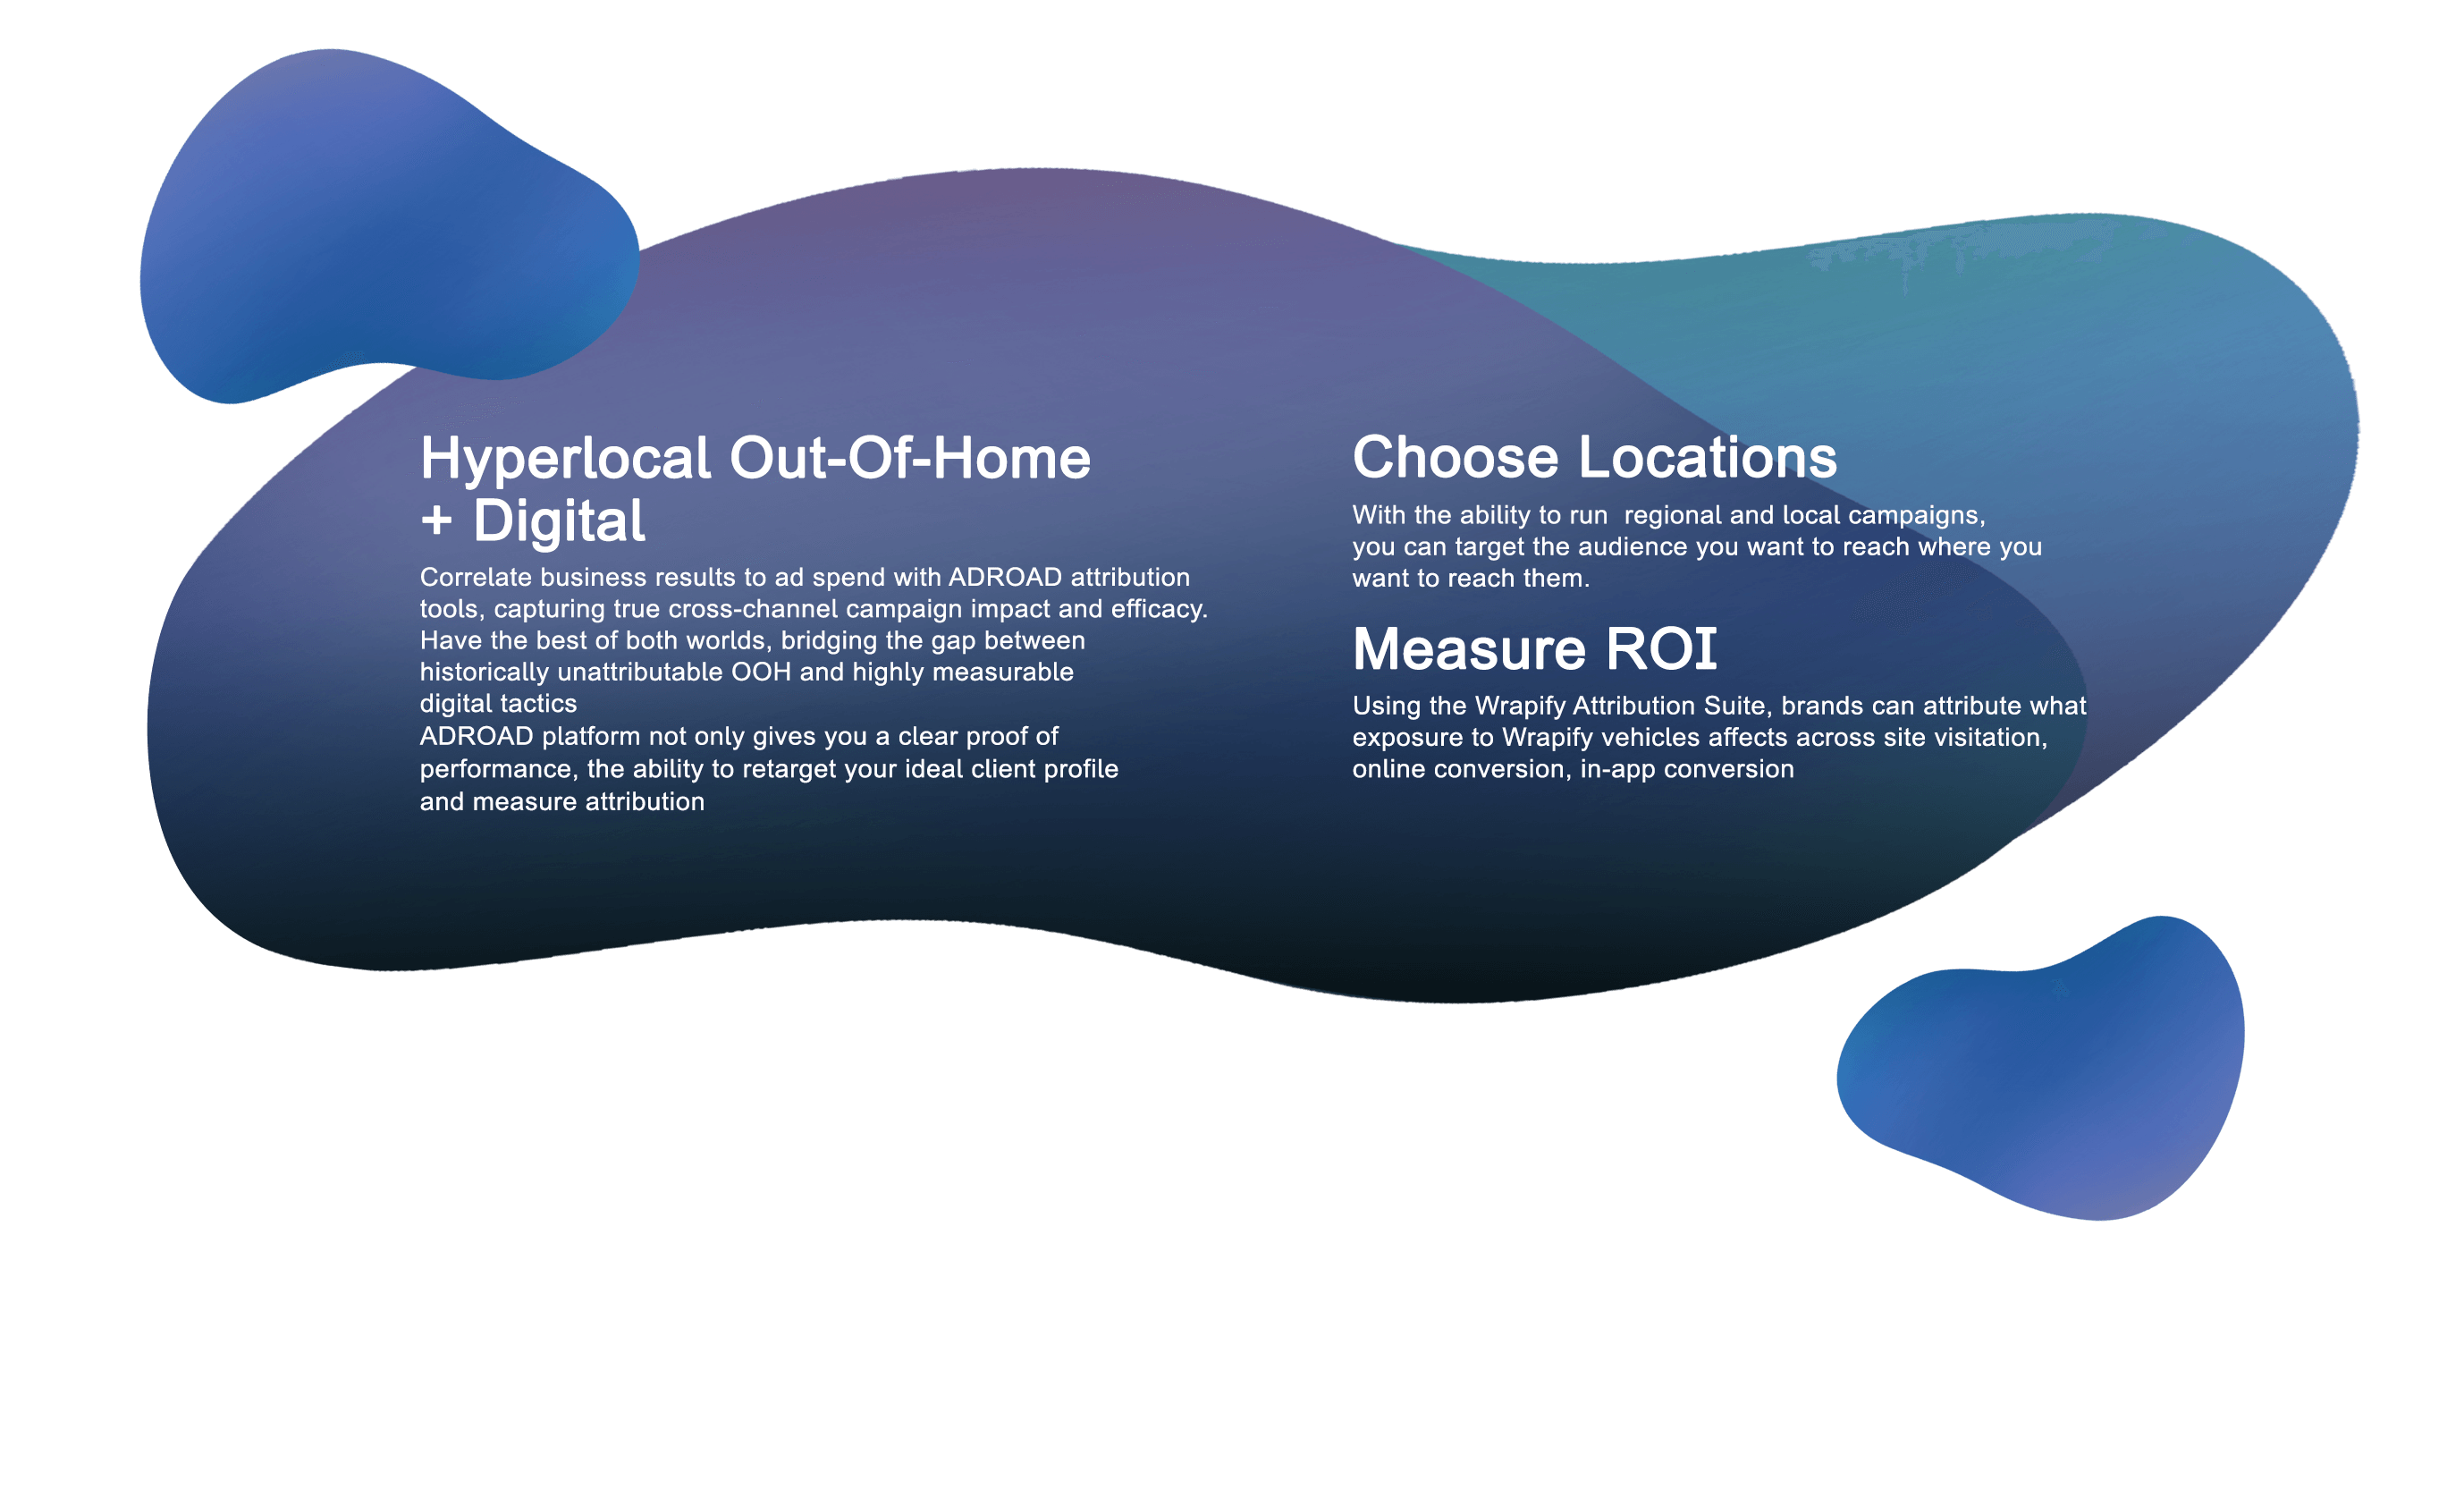 Hyperlocal Out-Of-Home
+ Digital
Correlate business results to ad spend with ADROAD attribution
tools, capturing true cross-channel campaign impact and efficacy.
Have the best of both worlds, bridging the gap between
historically unattributable OOH and highly measurable
digital tactics
ADROAD platform not only gives you a clear proof of
performance, the ability to retarget your ideal client profile
and measure attribution
Choose Locations
With the ability to run  regional and local campaigns,
you can target the audience you want to reach where you
want to reach them.
Measure ROI
Using the Wrapify Attribution Suite, brands can attribute what
exposure to Wrapify vehicles affects across site visitation,
online conversion, in-app conversion